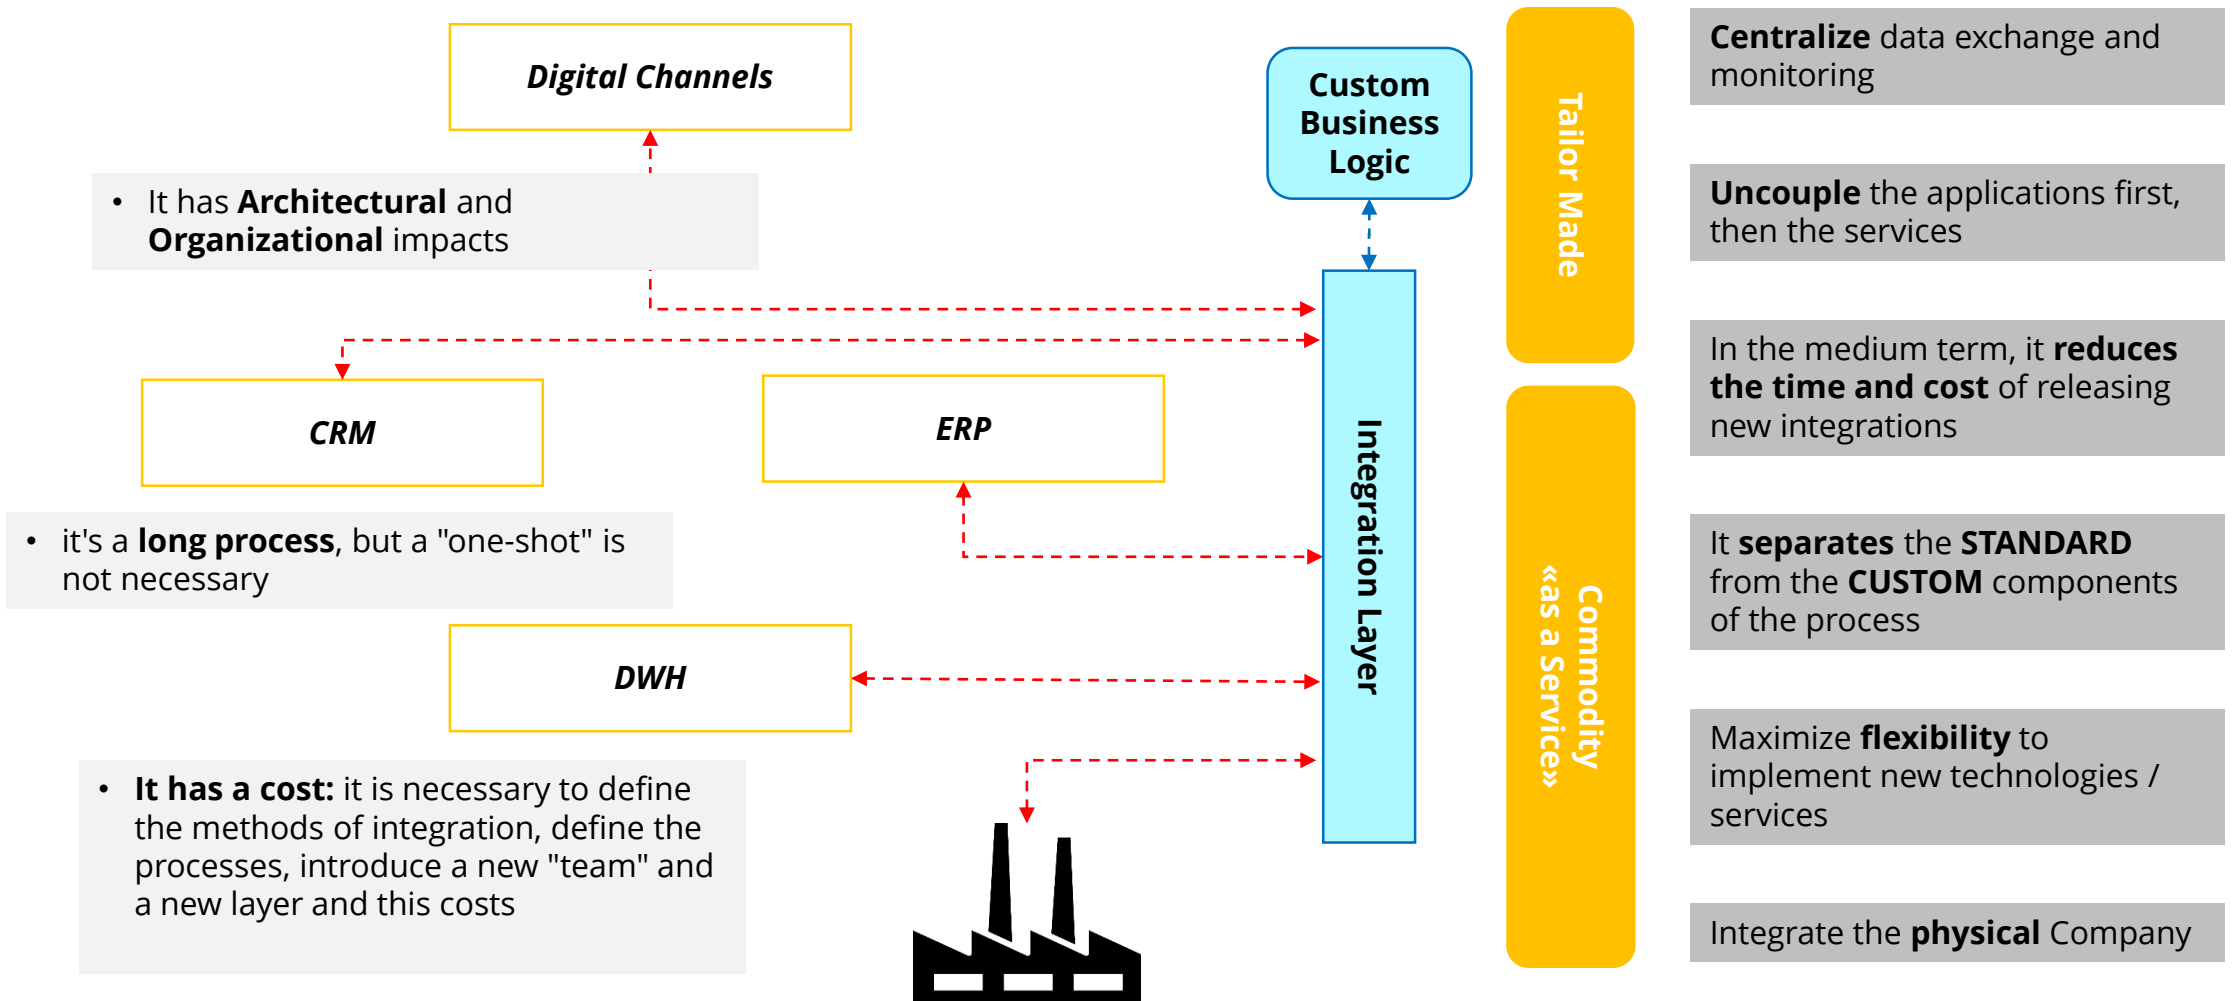 Digital Channels
• It has Architectural and
Organizational impacts
CRM
ERP
• it's a long process, but a "one-shot" is
not necessary
DWH
• It has a cost: it is necessary to define
the methods of integration, define the
processes, introduce a new "team" and
a new layer and this costs
Custom
Business
Logic
Integration Layer
Tailor Made
Commodity
«as a Service»
Centralize data exchange and
monitoring
Uncouple the applications first,
then the services
In the medium term, it reduces
the time and cost of releasing
new integrations
It separates the STANDARD
from the CUSTOM components
of the process
Maximize flexibility to
implement new technologies /
services
Integrate the physical Company